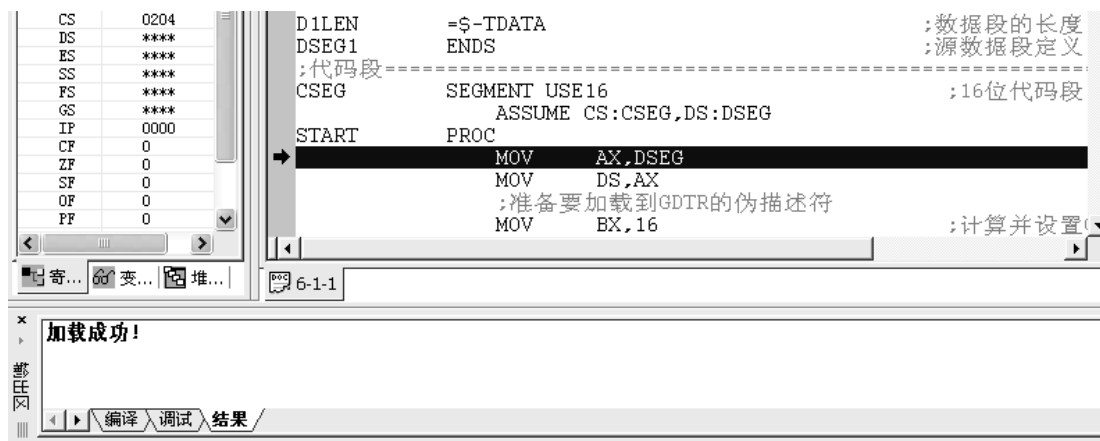 CS 0204
DS ****
ES ****
SS ****
FS ****
GS ****
IP 0000
CF 0
ZF 0
SF 0
OF 0
PF 0
寄... 变... 堆...
D1LEN =$-TDATA ;数据段的长度
DSEG1 ENDS ;源数据段定义
;代码段============================================
CSEG SEGMENT USE16 ;16位代码段
ASSUME CS:CSEG,DS:DSEG
START PROC
MOV AX,DSEG
MOV DS,AX
;准备要加载到GDTR的伪描述符
MOV BX,16 ;计算并设置
6-1-1
加载成功!
编译 调试 结果